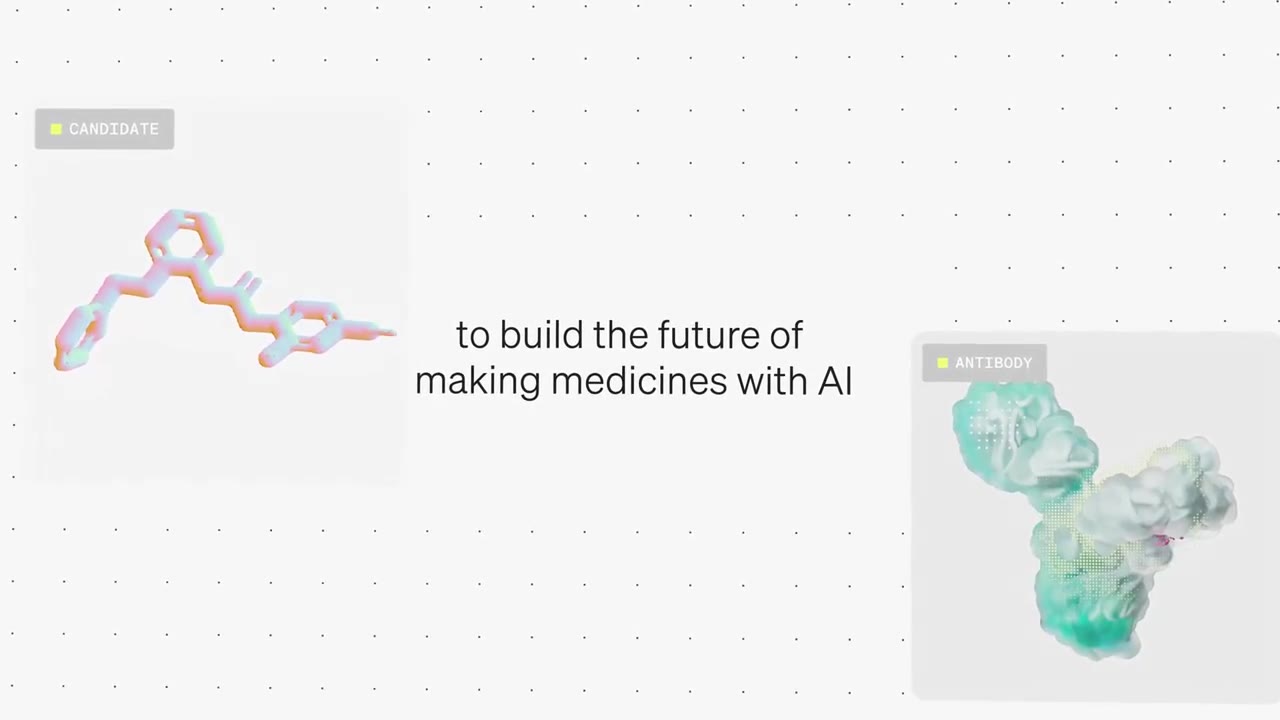 CANDIDATE
to build the future of
making medicines with AI
ANTIBODY